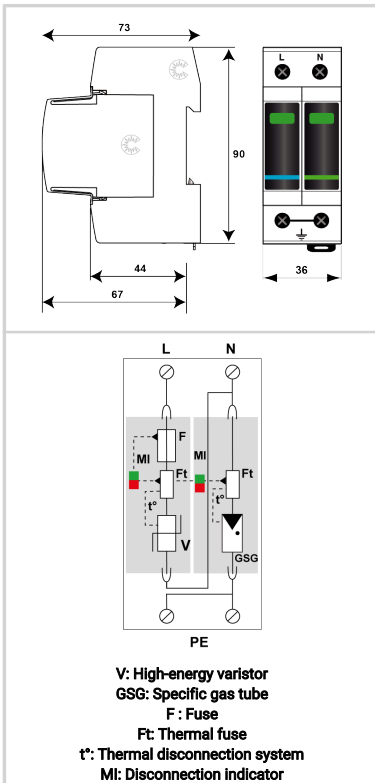 73
L N
90
44
67
36
L N
F
MI MI
Ft Ft
t° t°
V
GSG
PE
V: High-energy varistor
GSG: Specific gas tube
F : Fuse
Ft: Thermal fuse
t°: Thermal disconnection system
MI: Disconnection indicator